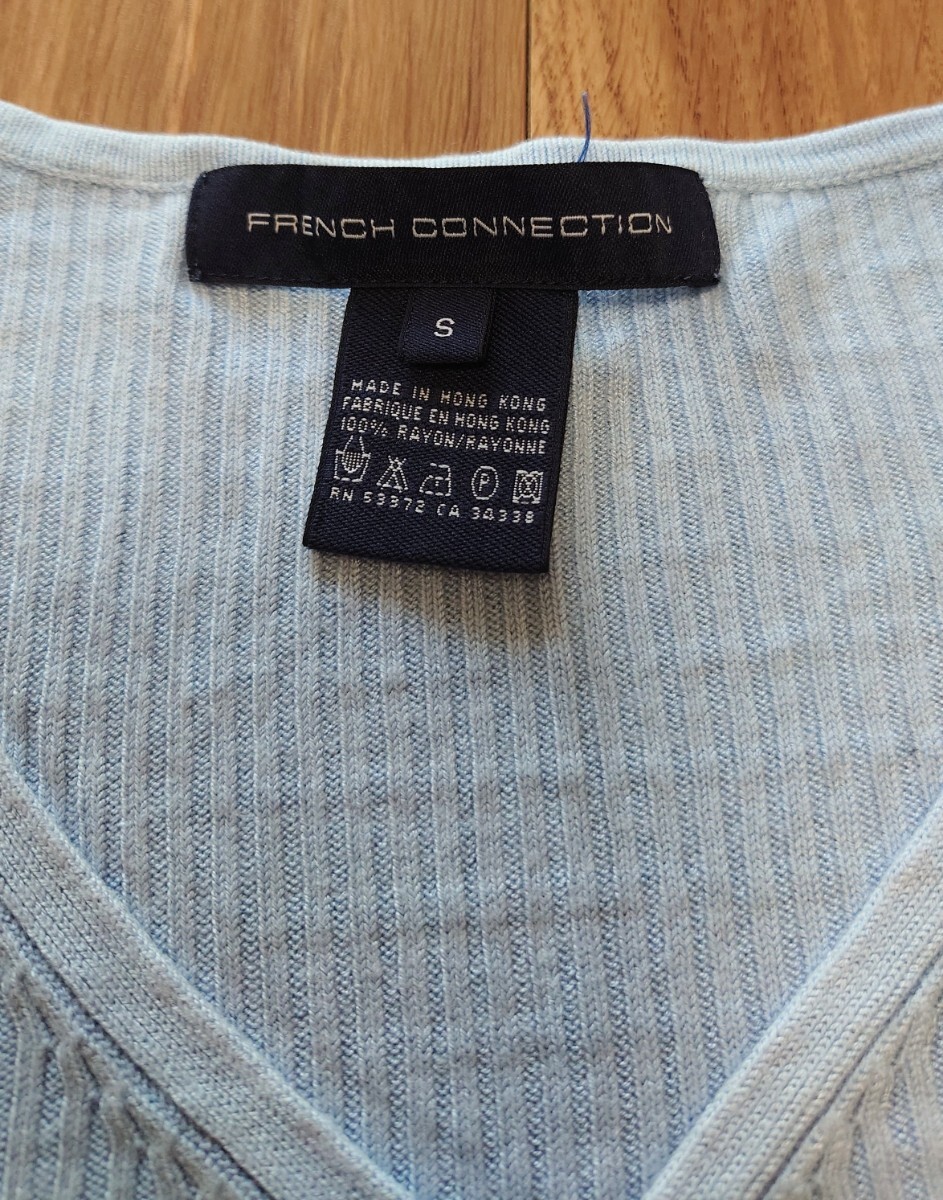 FRENCH CONNECTION
S
MADE IN HONG KONG
FABRIQUE EN HONG KONG
100% RAYON/RAYONNE
P
RN 53372 CA 34338